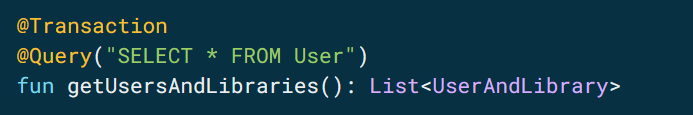 @Transaction
@Query("SELECT * FROM User")
fun getUsersAndLibraries(): List<UserAndLibrary>